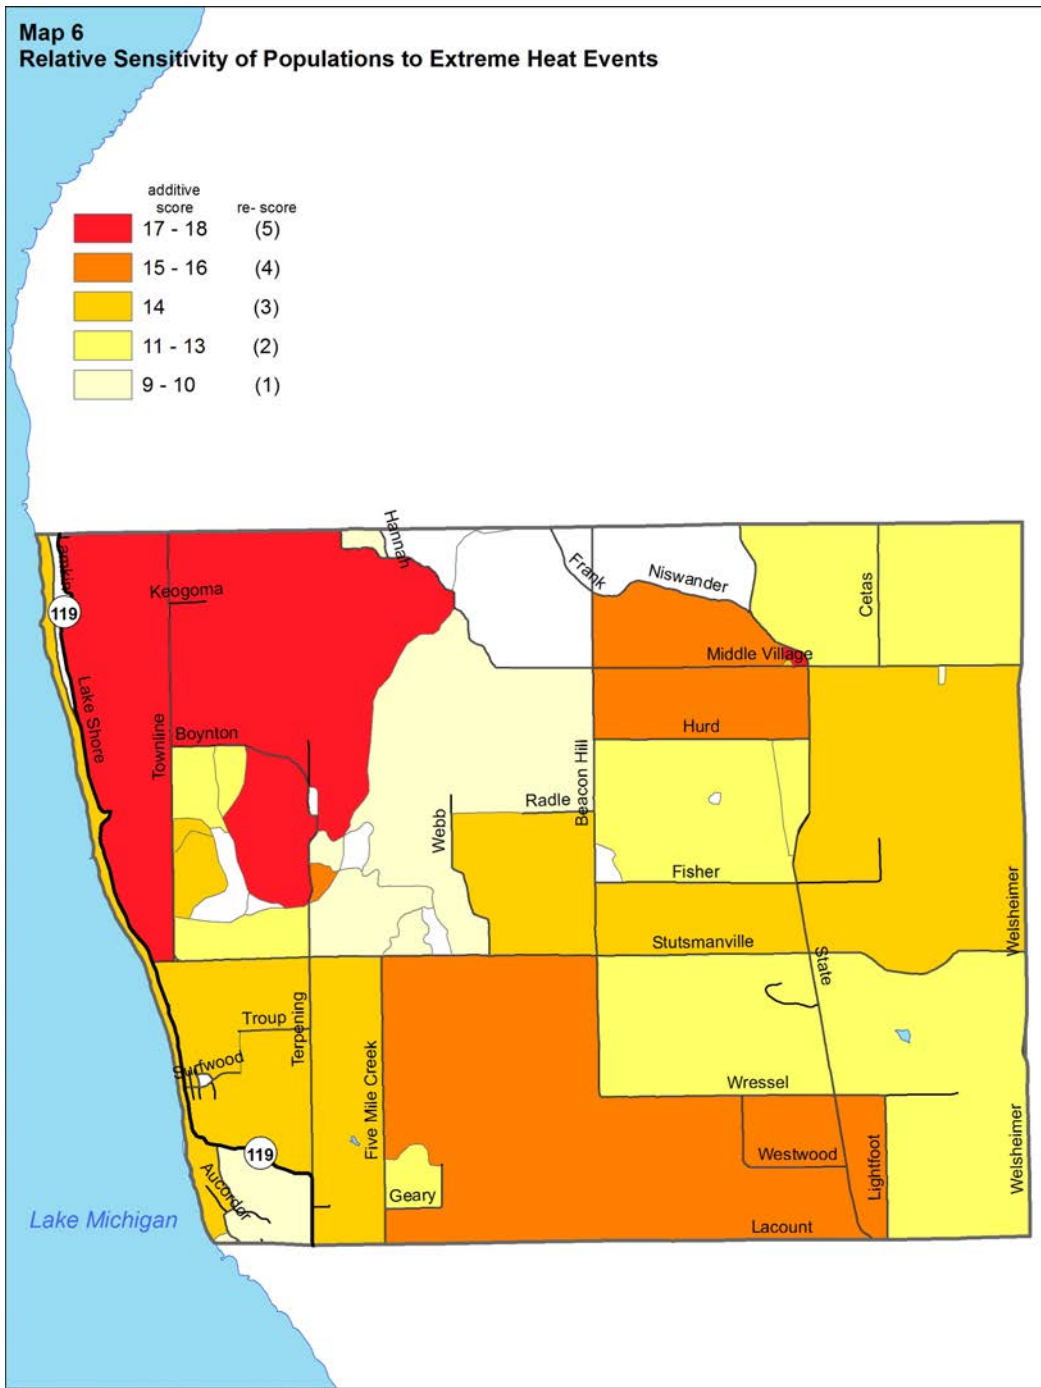 Map 6
Relative Sensitivity of Populations to Extreme Heat Events
additive
score
re- score
17 - 18 (5)
15 - 16 (4)
14 (3)
11 - 13 (2)
9 - 10 (1)
Hannah
Frank
Niswander
Cetas
Keogoma
119
Middle Village
Lake Shore
Townline
Boynton
Hurd
Beacon Hill
Radle
Webb
Fisher
Welsheimer
Stutsmanville
State
Troup
Terpening
Surfwood
Five Mile Creek
Wressel
119
Westwood
Lightfoot
Welsheimer
Geary
Lake Michigan
Lacount